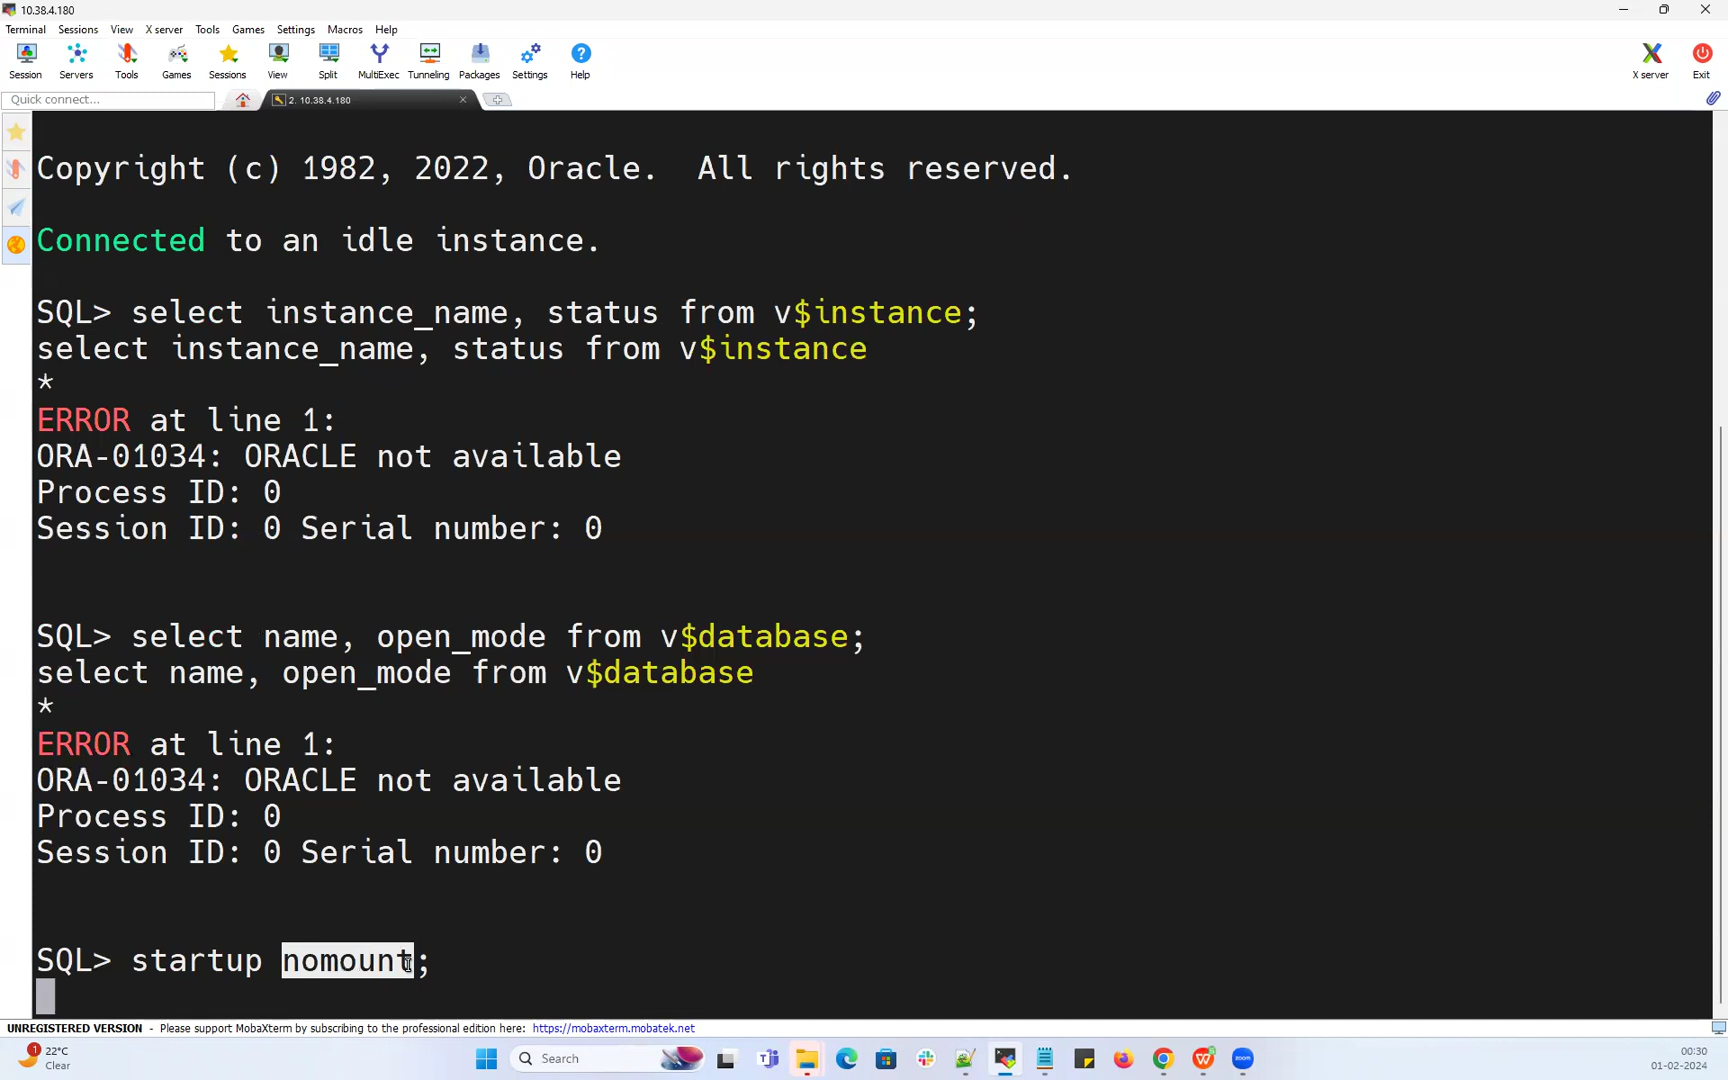 10.38.4.180
Terminal Sessions View X server Tools Games Settings Macros Help
Session Servers Tools Games Sessions View Split MultiExec Tunneling Packages Settings Help X server Exit
Quick connect... 2. 10.38.4.180
Copyright (c) 1982, 2022, Oracle.  All rights reserved.
Connected to an idle instance.
SQL> select instance_name, status from v$instance;
select instance_name, status from v$instance
*
ERROR at line 1:
ORA-01034: ORACLE not available
Process ID: 0
Session ID: 0 Serial number: 0
SQL> select name, open_mode from v$database;
select name, open_mode from v$database
*
ERROR at line 1:
ORA-01034: ORACLE not available
Process ID: 0
Session ID: 0 Serial number: 0
SQL> startup nomount;
UNREGISTERED VERSION - Please support MobaXterm by subscribing to the professional edition here: https://mobaxterm.mobatek.net
1 22°C Search zoom 00:30
Clear 01-02-2024